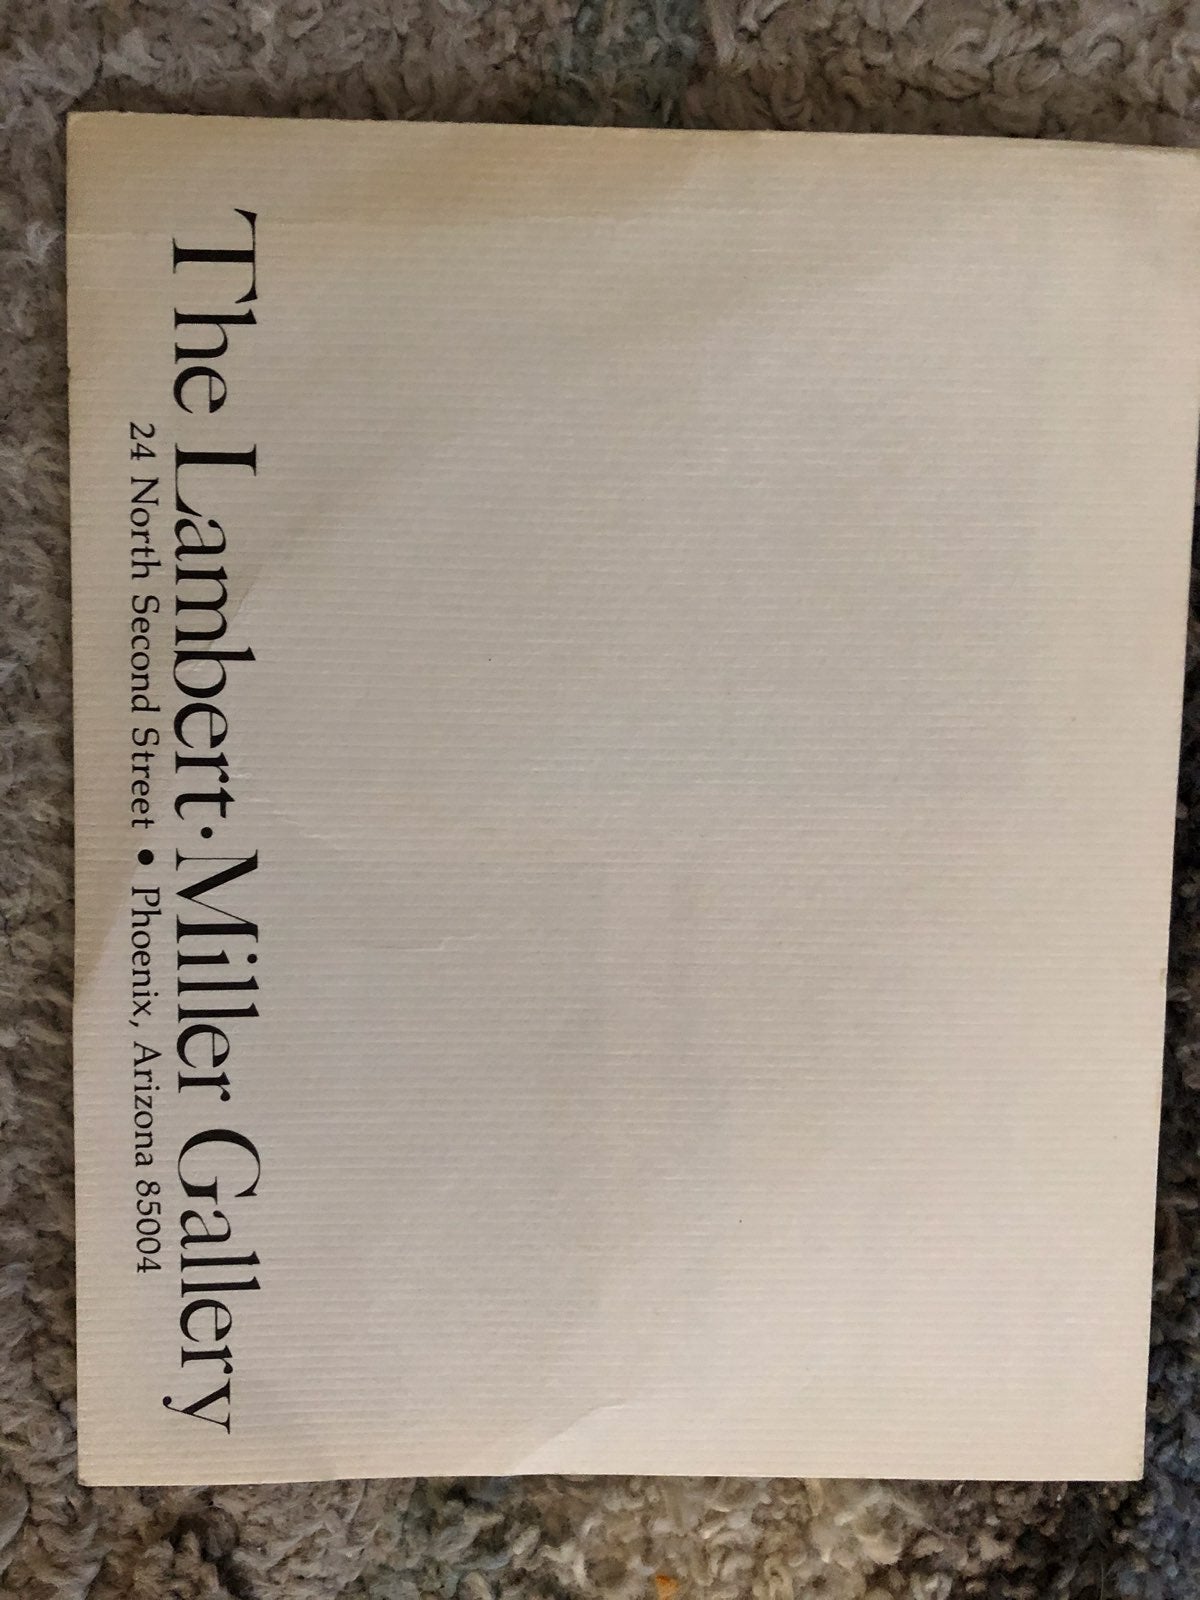 The Lambert·Miller Gallery
24 North Second Street • Phoenix, Arizona 85004